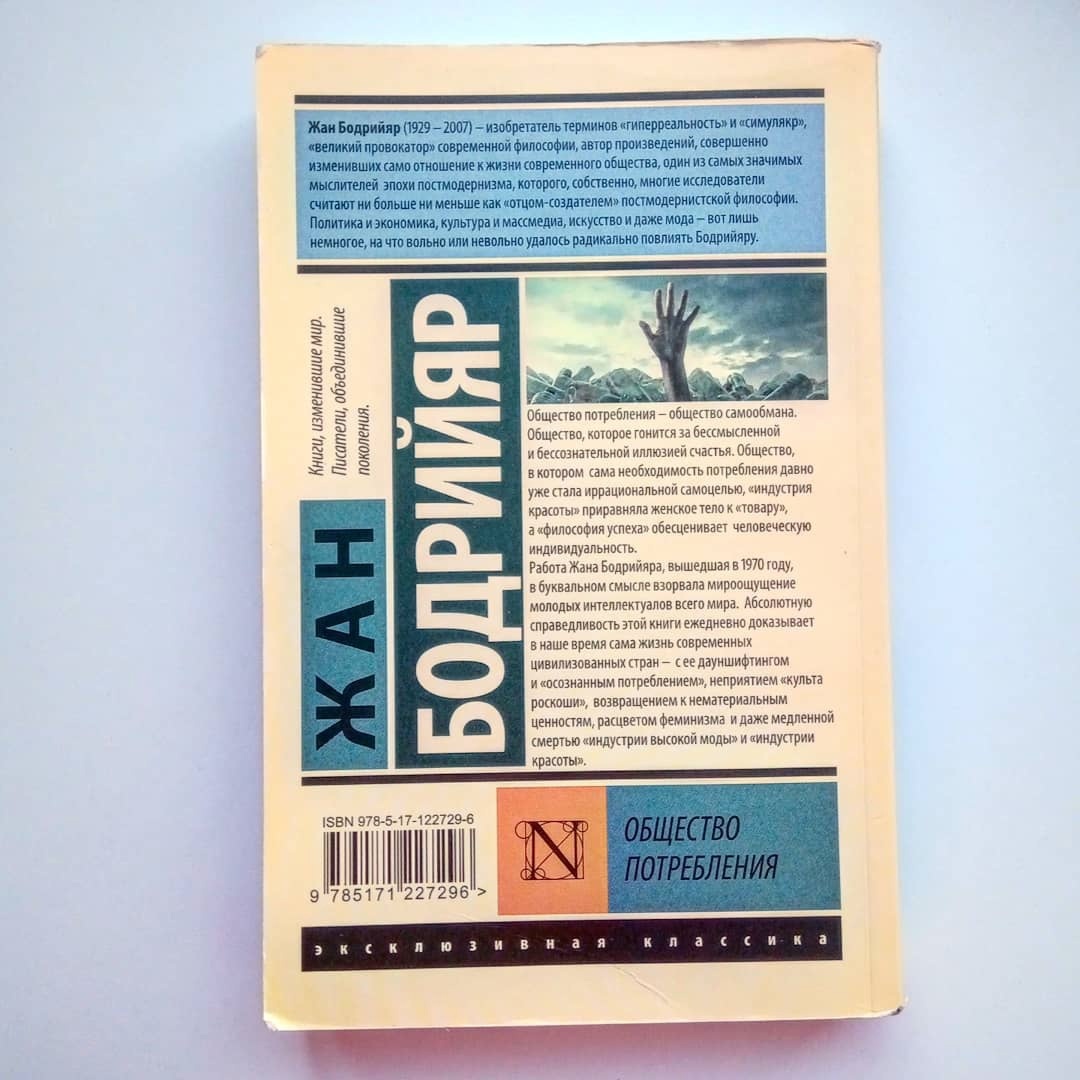 Жан Бодрийяр (1929 – 2007) – изобретатель терминов «гиперреальность» и «симулякр»,
«великий провокатор» современной философии, автор произведений, совершенно
изменивших само отношение к жизни современного общества, один из самых значимых
мыслителей эпохи постмодернизма, которого, собственно, многие исследователи
считают ни больше ни меньше как «отцом-создателем» постмодернистской философии.
Политика и экономика, культура и массмедиа, искусство и даже мода – вот лишь
немногое, на что вольно или невольно удалось радикально повлиять Бодрийяру.
Книги, изменившие мир.
Писатели, объединившие
поколения.
ЖАН
БОДРИЙЯР
Общество потребления – общество самообмана.
Общество, которое гонится за бессмысленной
и бессознательной иллюзией счастья. Общество,
в котором сама необходимость потребления давно
уже стала иррациональной самоцелью, «индустрия
красоты» приравняла женское тело к «товару»,
а «философия успеха» обесценивает человеческую
индивидуальность.
Работа Жана Бодрийяра, вышедшая в 1970 году,
в буквальном смысле взорвала мироощущение
молодых интеллектуалов всего мира. Абсолютную
справедливость этой книги ежедневно доказывает
в наше время сама жизнь современных
цивилизованных стран – с ее дауншифтингом
и «осознанным потреблением», неприятием «культа
роскоши», возвращением к нематериальным
ценностям, расцветом феминизма и даже медленной
смертью «индустрии высокой моды» и «индустрии
красоты».
ISBN 978-5-17-122729-6
9 785171 227296 >
N
ОБЩЕСТВО
ПОТРЕБЛЕНИЯ
эксклюзивная классика